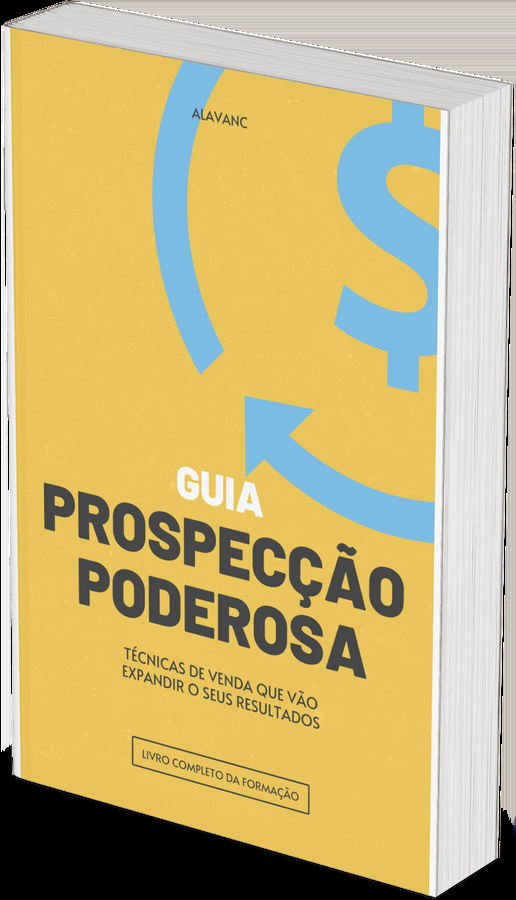 ALAVANC
$
GUIA
PROSPECÇÃO
PODEROSA
TÉCNICAS DE VENDA QUE VÃO
EXPANDIR O SEUS RESULTADOS
LIVRO COMPLETO DA FORMAÇÃO